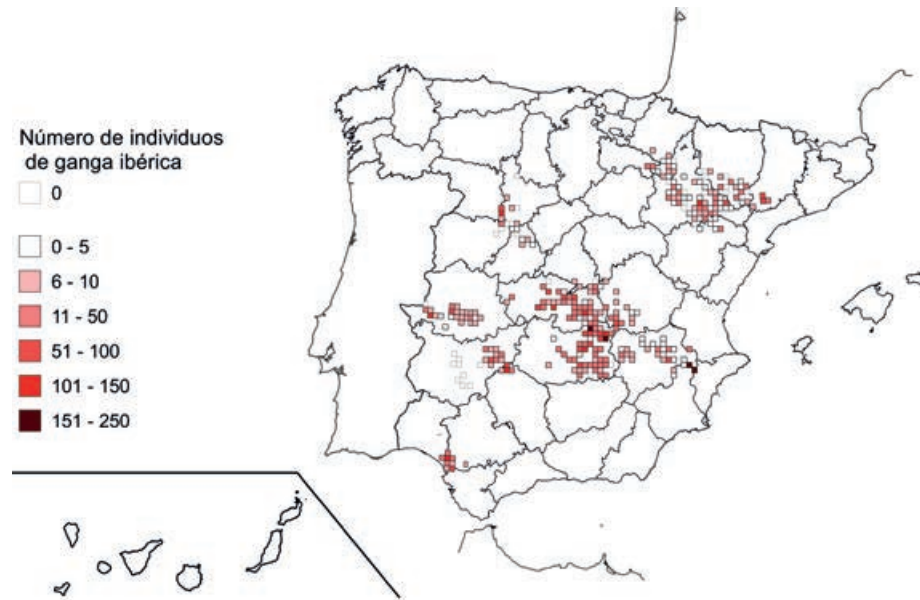 Número de individuos
de ganga ibérica
0
0 - 5
6 - 10
11 - 50
51 - 100
101 - 150
151 - 250